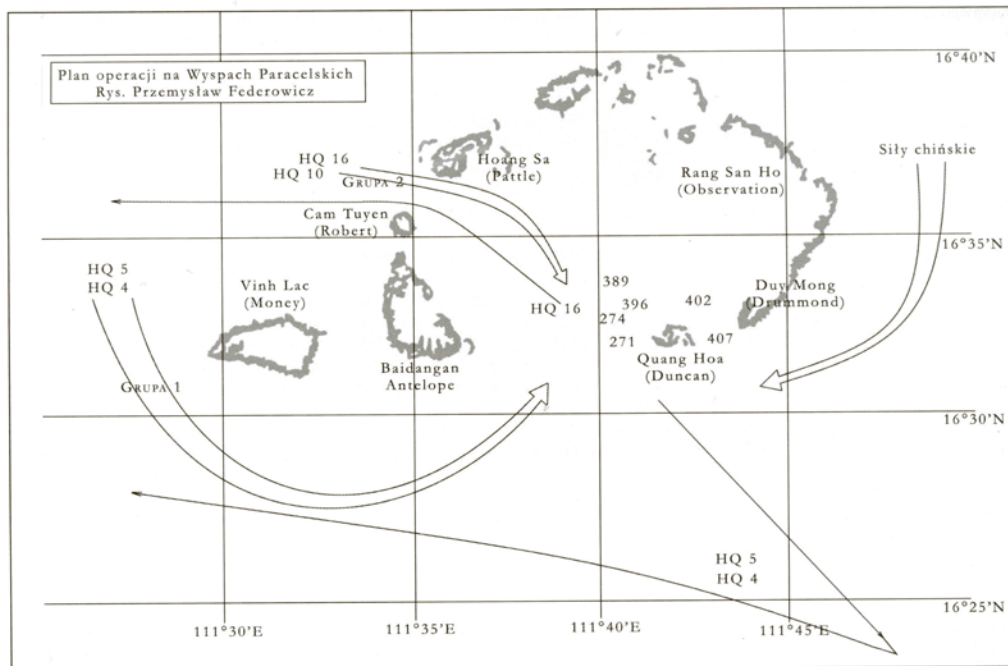 Plan operacji na Wyspach Paracelskich
Rys. Przemysław Federowicz
16°40'N
HQ 16
HQ 10
GRUPA 2
Hoang Sa
(Pattle)
Rang San Ho
(Observation)
Siły chińskie
Cam Tuyen
(Robert)
16°35'N
HQ 5
HQ 4
Vinh Lac
(Money)
HQ 16
389
396
402
274
271
407
Duy Mong
(Drummond)
Quang Hoa
(Duncan)
Baidangan
Antelope
GRUPA 1
16°30'N
HQ 5
HQ 4
16°25'N
111°30'E
111°35'E
111°40'E
111°45'E